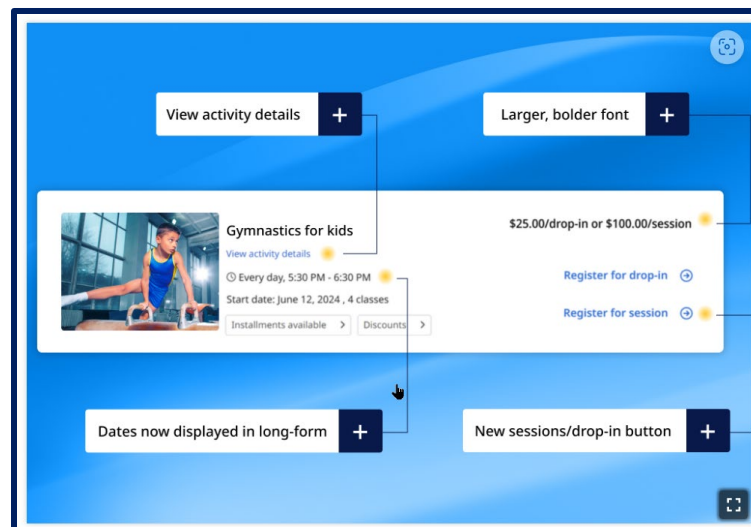 View activity details +
Larger, bolder font +
Gymnastics for kids
$25.00/drop-in or $100.00/session
View activity details
Every day, 5:30 PM - 6:30 PM
Register for drop-in
Start date: June 12, 2024 , 4 classes
Register for session
Installments available >
Discounts >
Dates now displayed in long-form +
New sessions/drop-in button +